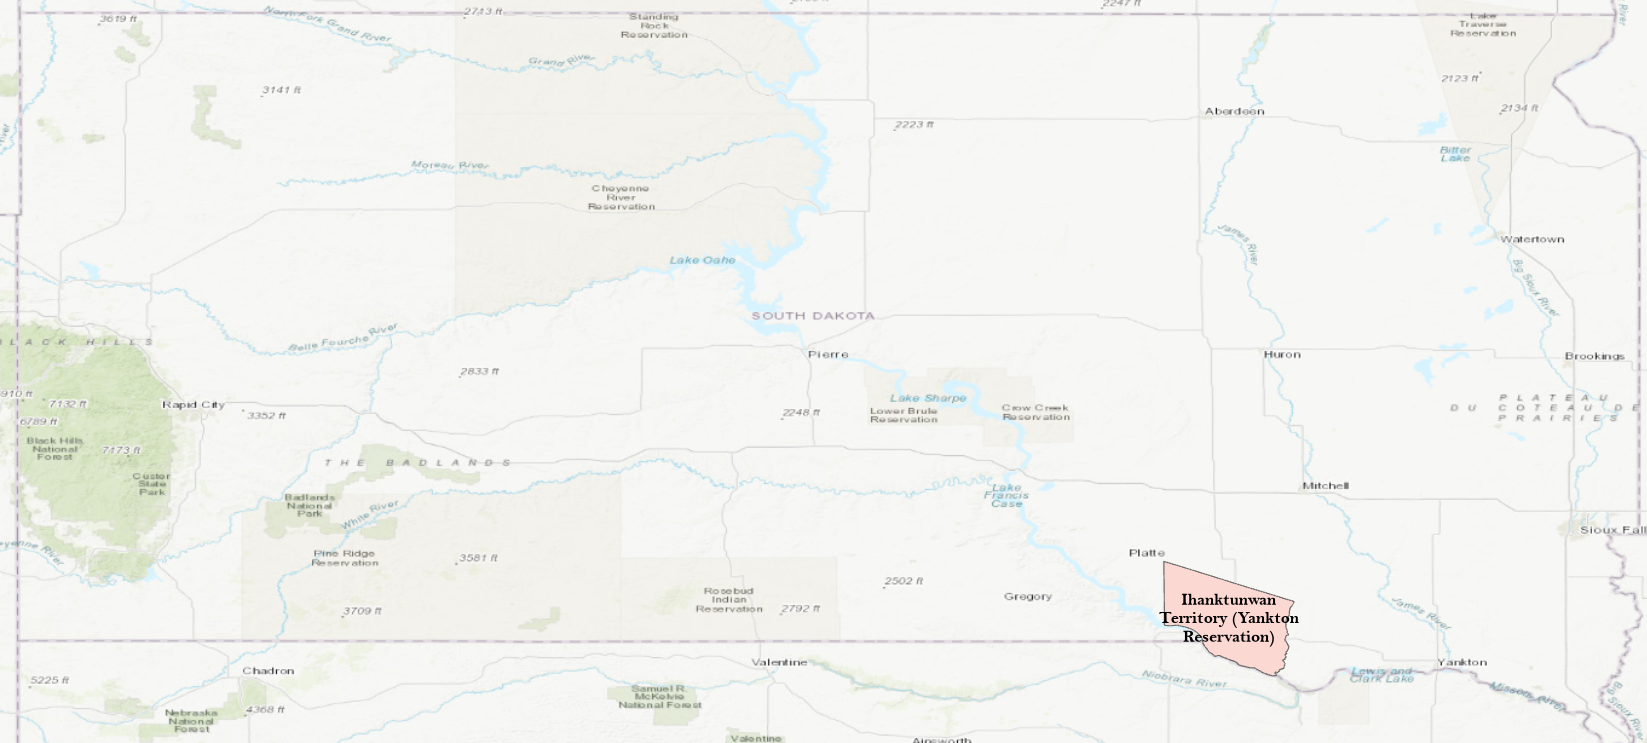 3619 ft
North Fork Grand River
2713 ft
Standing
Rock
Reservation
2247 ft
Lake
Traverse
Reservation
River
Grand River
3141 ft
2123 ft
2134 ft
Aberdeen
2223 ft
River
Moreau River
Bitter
Lake
Cheyenne
River
Reservation
James River
Watertown
Lake Oahe
Big Sioux River
SOUTH DAKOTA
BLACK HILLS
Belle Fourche River
Pierre
Huron
Brookings
2833 ft
910 ft
7132 ft
Rapid City
3352 ft
6789 ft
2248 ft
Lake Sharpe
Lower Brule
Reservation
Crow Creek
Reservation
PLATEAU
DU COTEAU DE
PRAIRIES
Black Hills
National
Forest
7173 ft
THE BADLANDS
Custer
State
Park
Badlands
National
Park
White River
Lake
Francis
Case
Mitchell
Sioux Fall
eyenne River
Pine Ridge
Reservation
3581 ft
Platte
2502 ft
Rosebud
Indian
Reservation
2792 ft
Gregory
3709 ft
Ihanktunwan
Territory (Yankton
Reservation)
James River
Chadron
Valentine
Yankton
5225 ft
Niobrara River
Lewis and
Clark Lake
Samuel R.
McKelvie
National Forest
Missouri River
Big Sioux River
Nebraska
National
Forest
4368 ft
Valentine
Ainsworth